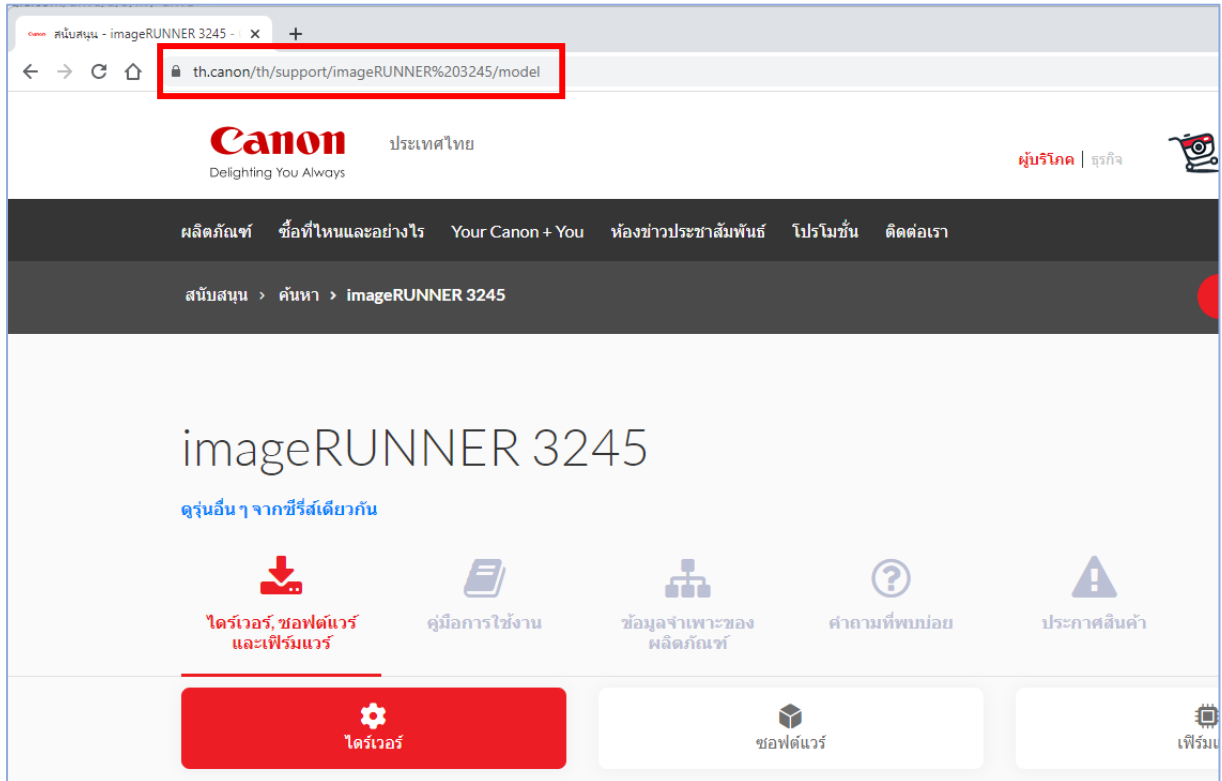 สนับสนุน - imageRUNNER 3245 -
th.canon/th/support/imageRUNNER%203245/model
Canon
Delighting You Always
ประเทศไทย
ผู้บริโภค | ธุรกิจ
ผลิตภัณฑ์ ซื้อที่ไหนและอย่างไร Your Canon + You ห้องข่าวประชาสัมพันธ์ โปรโมชั่น ติดต่อเรา
สนับสนุน > ค้นหา > imageRUNNER 3245
imageRUNNER 3245
ดูรุ่นอื่น ๆ จากซีรี่ส์เดียวกัน
ไดร์เวอร์, ซอฟต์แวร์
และเฟิร์มแวร์
คู่มือการใช้งาน
ข้อมูลจำเพาะของ
ผลิตภัณฑ์
คำถามที่พบบ่อย
ประกาศสินค้า
ไดร์เวอร์
ซอฟต์แวร์